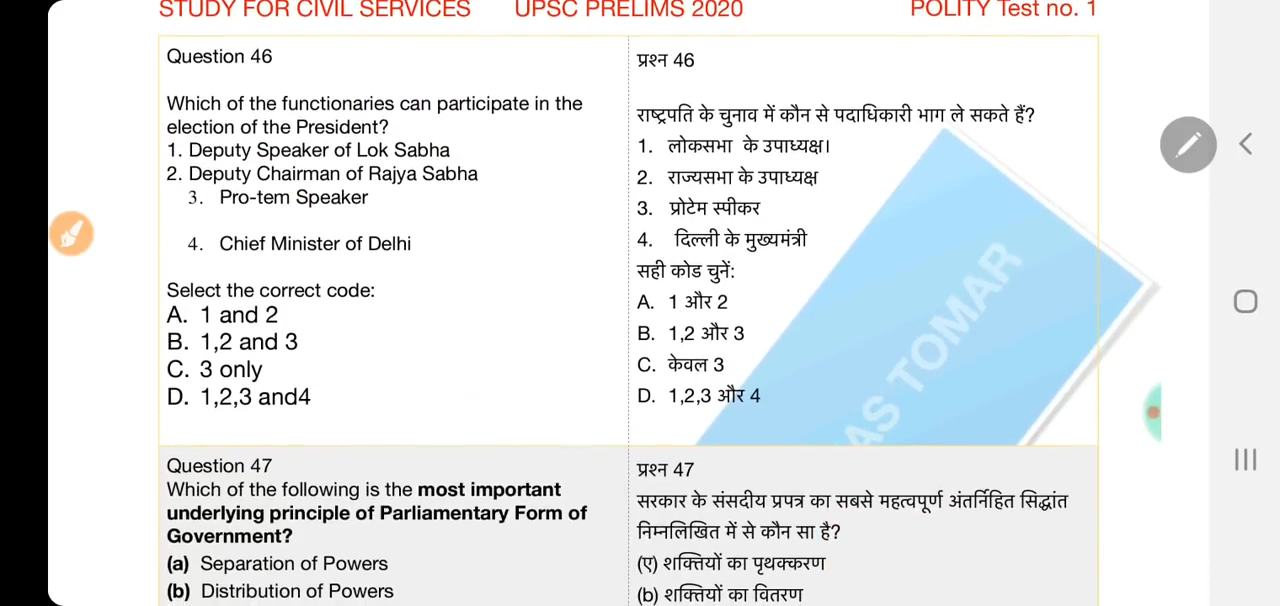 STUDY FOR CIVIL SERVICES UPSC PRELIMS 2020 POLITY Test no. 1
Question 46
Which of the functionaries can participate in the
election of the President?
1. Deputy Speaker of Lok Sabha
2. Deputy Chairman of Rajya Sabha
3. Pro-tem Speaker
4. Chief Minister of Delhi
Select the correct code:
A. 1 and 2
B. 1,2 and 3
C. 3 only
D. 1,2,3 and4
प्रश्न 46
राष्ट्रपति के चुनाव में कौन से पदाधिकारी भाग ले सकते हैं?
1. लोकसभा के उपाध्यक्ष।
2. राज्यसभा के उपाध्यक्ष
3. प्रोटेम स्पीकर
4. दिल्ली के मुख्यमंत्री
सही कोड चुनें:
A. 1 और 2
B. 1,2 और 3
C. केवल 3
D. 1,2,3 और 4
AS TOMAR
Question 47
Which of the following is the most important
underlying principle of Parliamentary Form of
Government?
(a) Separation of Powers
(b) Distribution of Powers
प्रश्न 47
सरकार के संसदीय प्रपत्र का सबसे महत्वपूर्ण अंतर्निहित सिद्धांत
निम्नलिखित में से कौन सा है?
(ए) शक्तियों का पृथक्करण
(b) शक्तियों का वितरण